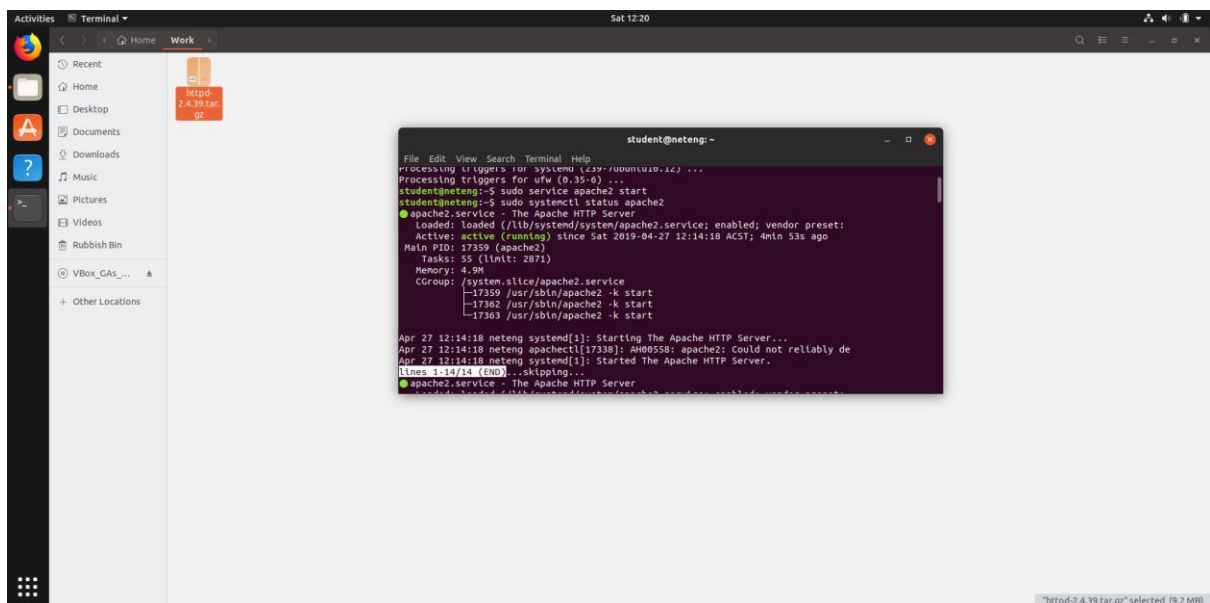 Activities Terminal Sat 12:20
Home Work
Recent
Home
Desktop
Documents
Downloads
Music
Pictures
Videos
Rubbish Bin
VBox_GAs_...
+ Other Locations
httpd-
2.4.39.tar.
gz
student@neteng: ~
File Edit View Search Terminal Help
Processing triggers for systemd (239-7ubuntu10.12) ...
Processing triggers for ufw (0.35-6) ...
student@neteng:~$ sudo service apache2 start
student@neteng:~$ sudo systemctl status apache2
● apache2.service - The Apache HTTP Server
Loaded: loaded (/lib/systemd/system/apache2.service; enabled; vendor preset:
Active: active (running) since Sat 2019-04-27 12:14:18 ACST; 4min 53s ago
Main PID: 17359 (apache2)
Tasks: 55 (limit: 2871)
Memory: 4.9M
CGroup: /system.slice/apache2.service
├─17359 /usr/sbin/apache2 -k start
├─17362 /usr/sbin/apache2 -k start
└─17363 /usr/sbin/apache2 -k start
Apr 27 12:14:18 neteng systemd[1]: Starting The Apache HTTP Server...
Apr 27 12:14:18 neteng apachectl[17338]: AH00558: apache2: Could not reliably de
Apr 27 12:14:18 neteng systemd[1]: Started The Apache HTTP Server.
lines 1-14/14 (END)...skipping...
● apache2.service - The Apache HTTP Server
"httpd-2.4.39.tar.gz" selected (9.2 MB)